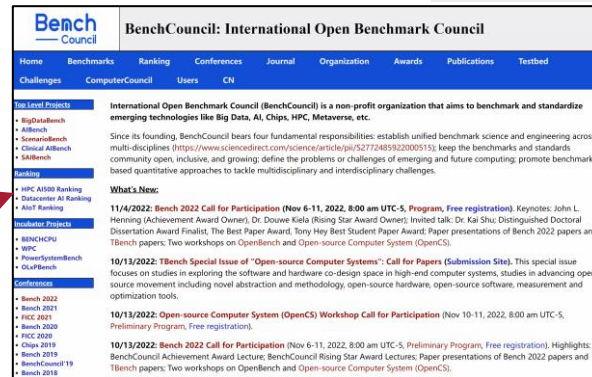 Bench
Council
BenchCouncil: International Open Benchmark Council
Home Benchmarks Ranking Conferences Journal Organization Awards Publications Testbed
Challenges ComputerCouncil Users CN
Top Level Projects
BigDataBench
AIBench
ScenarioBench
Clinical AIBench
SAIBench
Ranking
HPC AI500 Ranking
Datacenter AI Ranking
AIoT Ranking
Incubator Projects
BENCHCPU
WPC
PowerSystemBench
OLxPBench
Conferences
Bench 2022
Bench 2021
FICC 2021
Bench 2020
FICC 2020
Chips 2019
Bench 2019
BenchCouncil'19
Bench 2018
International Open Benchmark Council (BenchCouncil) is a non-profit organization that aims to benchmark and standardize
emerging technologies like Big Data, AI, Chips, HPC, Metaverse, etc.
Since its founding, BenchCouncil bears four fundamental responsibilities: establish unified benchmark science and engineering across
multi-disciplines (https://www.sciencedirect.com/science/article/pii/S2772485922000515); keep the benchmarks and standards
community open, inclusive, and growing; define the problems or challenges of emerging and future computing; promote benchmark
based quantitative approaches to tackle multidisciplinary and interdisciplinary challenges.
What's New:
11/4/2022: Bench 2022 Call for Participation (Nov 6-11, 2022, 8:00 am UTC-5, Program, Free registration). Keynotes: John L.
Henning (Achievement Award Owner), Dr. Douwe Kiela (Rising Star Award Owner); Invited talk: Dr. Kai Shu; Distinguished Doctoral
Dissertation Award Finalist, The Best Paper Award, Tony Hey Best Student Paper Award; Paper presentations of Bench 2022 papers an
TBench papers; Two workshops on OpenBench and Open-source Computer System (OpenCS).
10/13/2022: TBench Special Issue of "Open-source Computer Systems": Call for Papers (Submission Site). This special issue
focuses on studies in exploring the software and hardware co-design space in high-end computer systems, studies in advancing ope
source movement including novel abstraction and methodology, open-source hardware, open-source software, measurement and
optimization tools.
10/13/2022: Open-source Computer System (OpenCS) Workshop Call for Participation (Nov 10-11, 2022, 8:00 am UTC-5,
Preliminary Program, Free registration).
10/13/2022: Bench 2022 Call for Participation (Nov 6-11, 2022, 8:00 am UTC-5, Preliminary Program, Free registration). Highlights:
BenchCouncil Achievement Award Lecture; BenchCouncil Rising Star Award Lectures; Paper presentations of Bench 2022 papers and
TBench papers; Two workshops on OpenBench and Open-source Computer System (OpenCS).